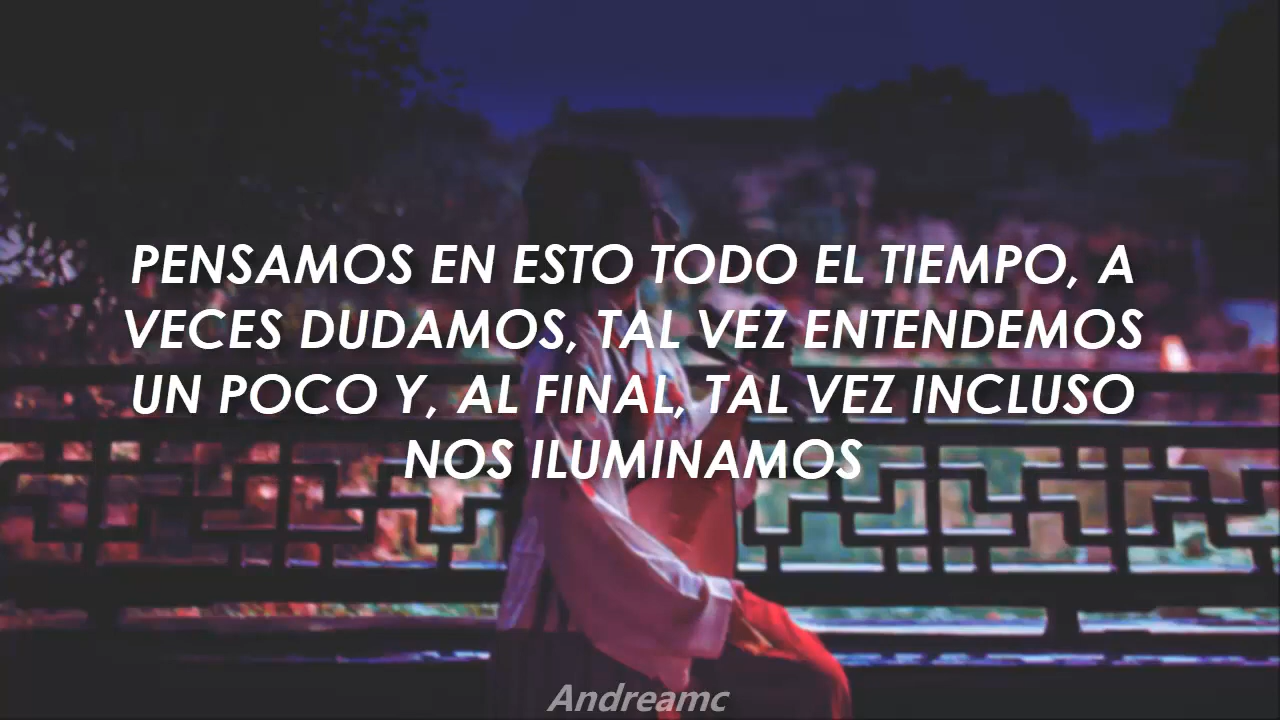 PENSAMOS EN ESTO TODO EL TIEMPO, A
VECES DUDAMOS, TAL VEZ ENTENDEMOS
UN POCO Y, AL FINAL, TAL VEZ INCLUSO
NOS ILUMINAMOS
Andreamc